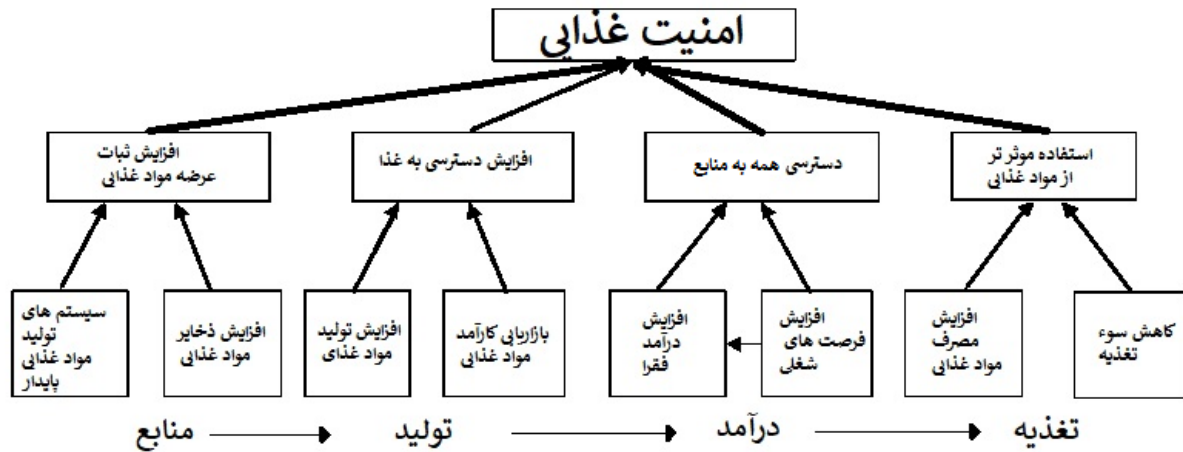 امنیت غذایی
استفاده موثر تر
از مواد غذایی
دسترسی همه به منابع
افزایش دسترسی به غذا
افزایش ثبات
عرضه مواد غذایی
کاهش سوء
تغذیه
افزایش
مصرف
مواد غذایی
افزایش
فرصت های
شغلی
افزایش
درآمد
فقرا
بازاریابی کارآمد
مواد غذایی
افزایش تولید
مواد غذای
افزایش ذخایر
مواد غذایی
سیستم های
تولید
مواد غذایی
پایدار
تغذیه
درآمد
تولید
منابع